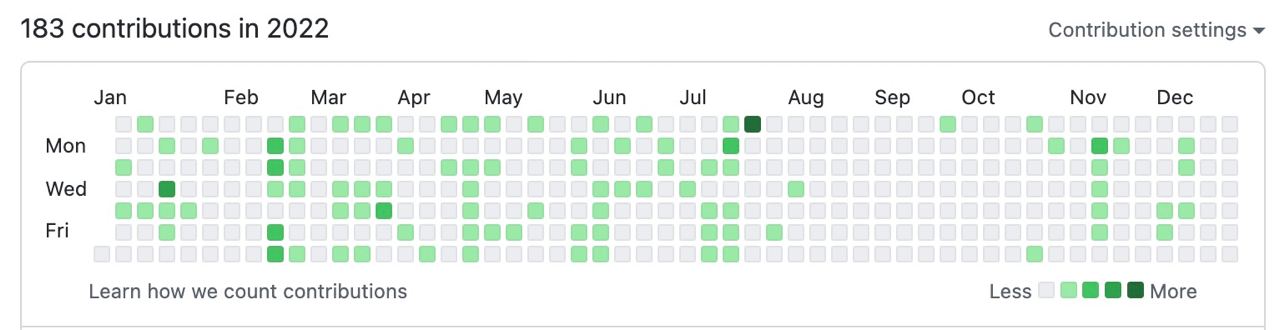 183 contributions in 2022
Contribution settings
Jan Feb Mar Apr May Jun Jul Aug Sep Oct Nov Dec
Mon
Wed
Fri
Learn how we count contributions
Less More